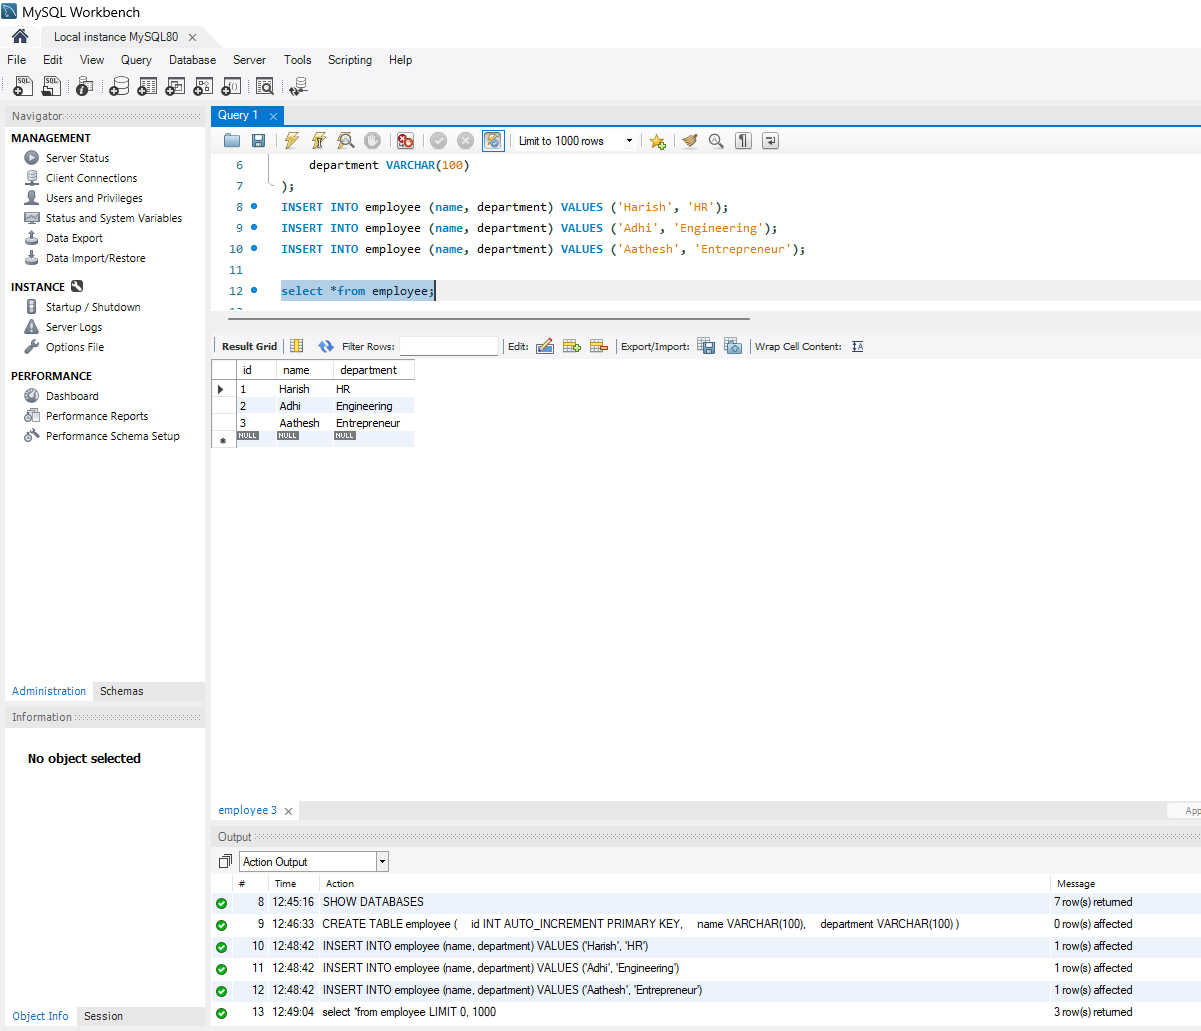 MySQL Workbench
Local instance MySQL80
File Edit View Query Database Server Tools Scripting Help
Navigator
MANAGEMENT
Server Status
Client Connections
Users and Privileges
Status and System Variables
Data Export
Data Import/Restore
INSTANCE
Startup / Shutdown
Server Logs
Options File
PERFORMANCE
Dashboard
Performance Reports
Performance Schema Setup
Administration Schemas
Information
No object selected
Object Info Session
Query 1
Limit to 1000 rows
6 department VARCHAR(100)
7 );
8 INSERT INTO employee (name, department) VALUES ('Harish', 'HR');
9 INSERT INTO employee (name, department) VALUES ('Adhi', 'Engineering');
10 INSERT INTO employee (name, department) VALUES ('Aathesh', 'Entrepreneur');
11
12 select *from employee;
Result Grid Filter Rows: Edit: Export/Import: Wrap Cell Content:
id name department
1 Harish HR
2 Adhi Engineering
3 Aathesh Entrepreneur
NULL NULL NULL
employee 3 App
Output
Action Output
# Time Action Message
8 12:45:16 SHOW DATABASES 7 row(s) returned
9 12:46:33 CREATE TABLE employee ( id INT AUTO_INCREMENT PRIMARY KEY, name VARCHAR(100), department VARCHAR(100) ) 0 row(s) affected
10 12:48:42 INSERT INTO employee (name, department) VALUES ('Harish', 'HR') 1 row(s) affected
11 12:48:42 INSERT INTO employee (name, department) VALUES ('Adhi', 'Engineering') 1 row(s) affected
12 12:48:42 INSERT INTO employee (name, department) VALUES ('Aathesh', 'Entrepreneur') 1 row(s) affected
13 12:49:04 select *from employee LIMIT 0, 1000 3 row(s) returned